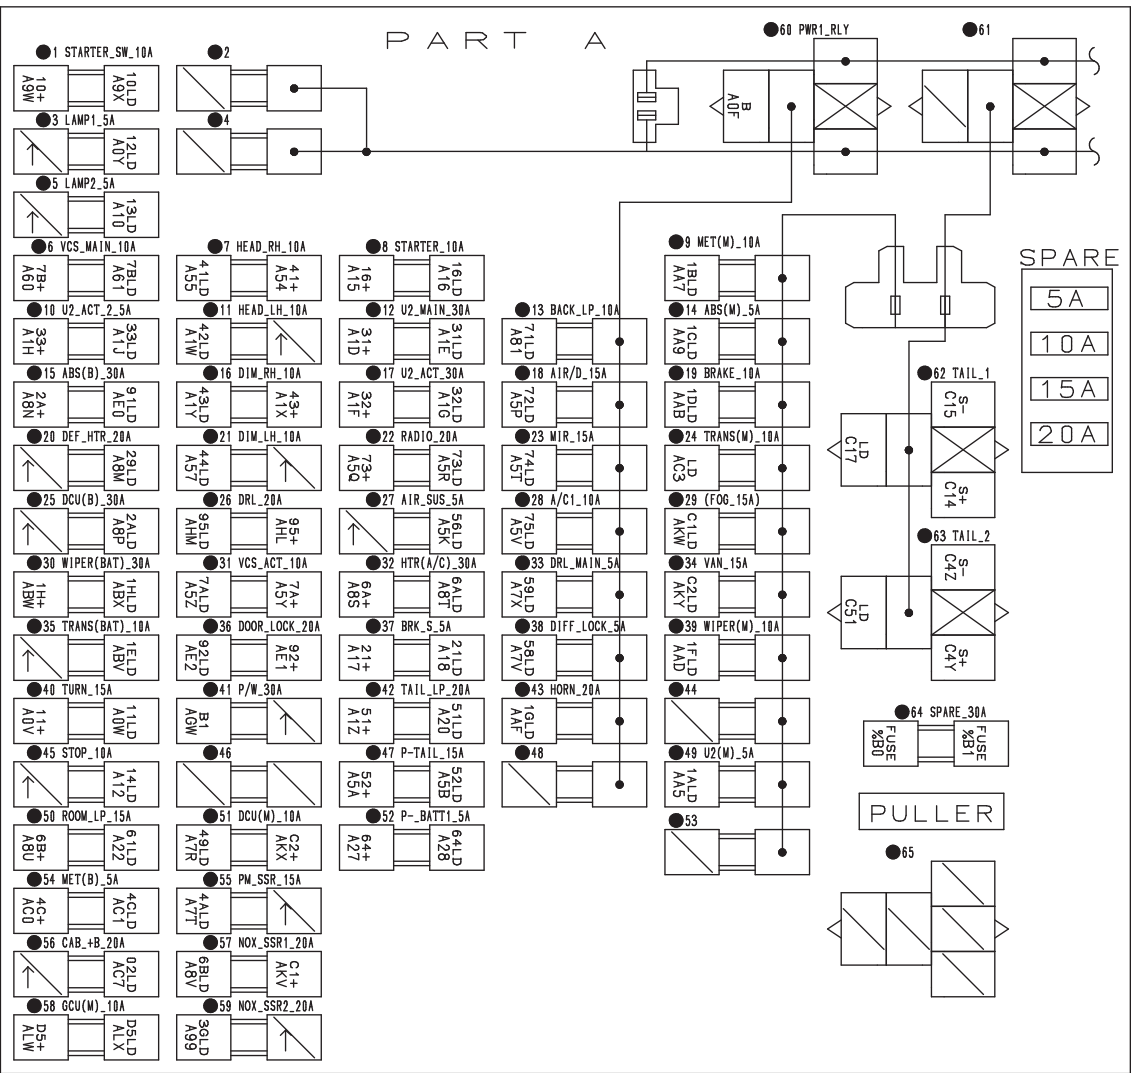 PART A
1 STARTER_SW_10A
10+ A9W
10LD A9X
2
3 LAMP1_5A
12LD A0Y
4
5 LAMP2_5A
13LD A10
6 VCS_MAIN_10A
7B+ A60
7BLD A61
7 HEAD_RH_10A
41LD A55
41+ A54
8 STARTER_10A
16+ A15
16LD A16
9 MET(M)_10A
1BLD AA7
10 U2_ACT_2_5A
33+ A1H
33LD A1J
11 HEAD_LH_10A
42LD A1W
12 U2_MAIN_30A
31+ A1D
31LD A1E
13 BACK_LP_10A
71LD A81
14 ABS(M)_5A
1CLD AA9
15 ABS(B)_30A
2A+ A8N
91LD AE0
16 DIM_RH_10A
43LD A1Y
43+ A1X
17 U2_ACT_30A
32+ A1F
32LD A1G
18 AIR/D_15A
72LD A5P
19 BRAKE_10A
1DLD AAB
20 DEF_HTR_20A
29LD A8M
21 DIM_LH_10A
44LD A57
22 RADIO_20A
73+ A5Q
73LD A5R
23 MIR_15A
74LD A5T
24 TRANS(M)_10A
LD AC3
25 DCU(B)_30A
2ALD A8P
26 DRL_20A
95LD AHM
95+ AHL
27 AIR_SUS_5A
56LD A5K
28 A/C1_10A
75LD A5V
29 (FOG_15A)
C1LD AKW
30 WIPER(BAT)_30A
1H+ ABW
1HLD ABX
31 VCS_ACT_10A
7ALD A5Z
7A+ A5Y
32 HTR(A/C)_30A
6A+ A8S
6ALD A8T
33 DRL_MAIN_5A
59LD A7X
34 VAN_15A
C2LD AKY
35 TRANS(BAT)_10A
1ELD ABV
36 DOOR_LOCK_20A
92LD AE2
92+ AE1
37 BRK_S_5A
21+ A17
21LD A18
38 DIFF_LOCK_5A
58LD A7V
39 WIPER(M)_10A
1FLD AAD
40 TURN_15A
11+ A0V
11LD A0W
41 P/W_30A
B1 AGW
42 TAIL_LP_20A
51+ A1Z
51LD A20
43 HORN_20A
1GLD AAF
44
45 STOP_10A
14LD A12
46
47 P-TAIL_15A
52+ A5A
52LD A5B
48
49 U2(M)_5A
1ALD AA5
50 ROOM_LP_15A
6B+ A8U
61LD A22
51 DCU(M)_10A
49LD A7R
C2+ AKX
52 P-_BATT1_5A
64+ A27
64LD A28
53
54 MET(B)_5A
4C+ AC0
4CLD AC1
55 PM_SSR_15A
4ALD A7T
56 CAB_+B_20A
02LD AC7
57 NOX_SSR1_20A
6BLD A8V
C1+ AKV
58 GCU(M)_10A
D5+ ALW
D5LD ALX
59 NOX_SSR2_20A
3GLD A99
60 PWR1_RLY
B A0F
61
SPARE
5A
10A
15A
20A
62 TAIL_1
S- C15
LD C17
S+ C14
63 TAIL_2
S- C4Z
LD C51
S+ C4Y
64 SPARE_30A
FUSE %B0
FUSE %B1
PULLER
65